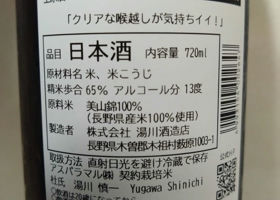 「クリアな喉越しが気持ちイイ！」
品目 日本酒 内容量 720ml
原材料名 米、米こうじ
精米歩合 65% アルコール分 13度
原料米 美山錦100%
(長野県産米100%使用)
製造者 株式会社 湯川酒造店
長野県木曽郡木祖村薮原1003-1
取扱方法 直射日光を避け冷蔵で保存
アスパラマル㈱ 契約栽培米
杜氏 湯川 慎一 Yugawa Shinichi